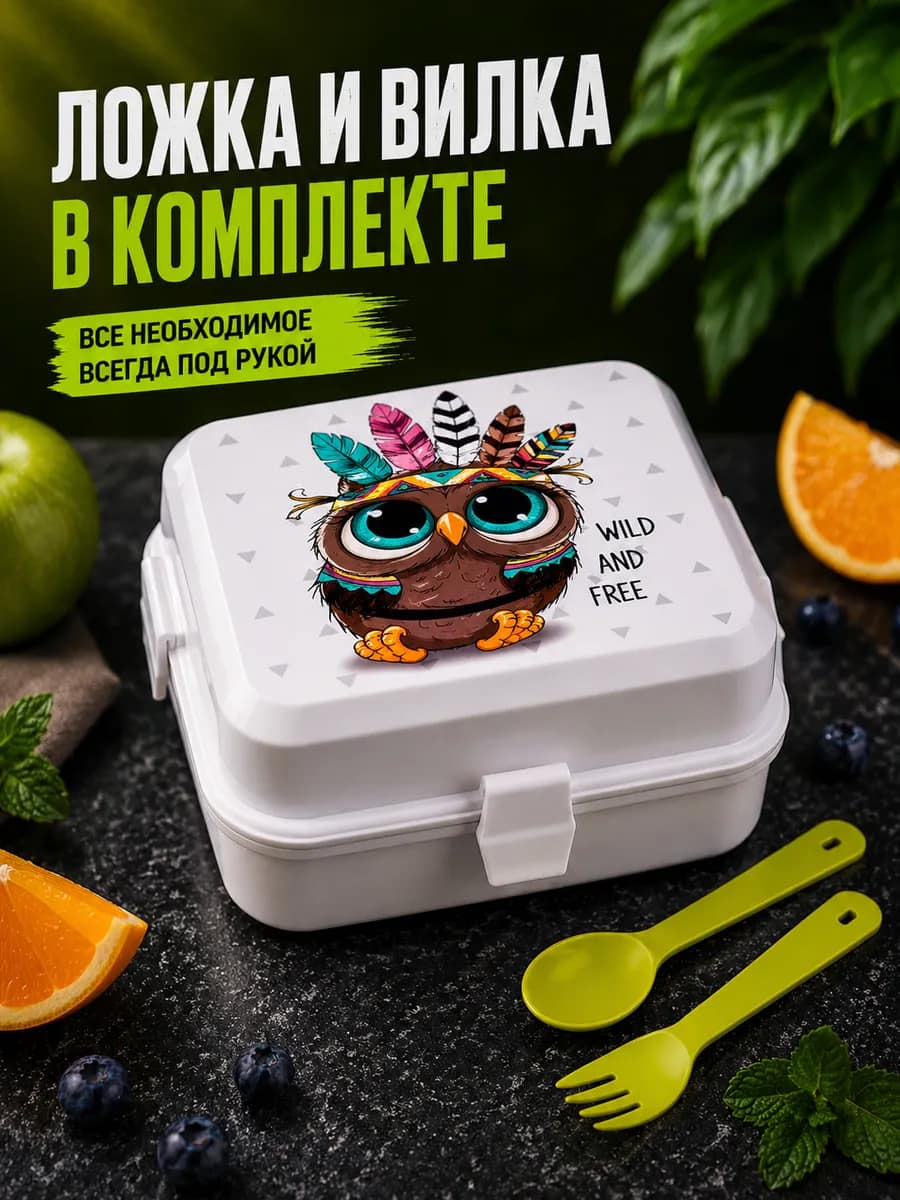 ЛОЖКА И ВИЛКА
В КОМПЛЕКТЕ
ВСЕ НЕОБХОДИМОЕ
ВСЕГДА ПОД РУКОЙ
WILD
AND
FREE